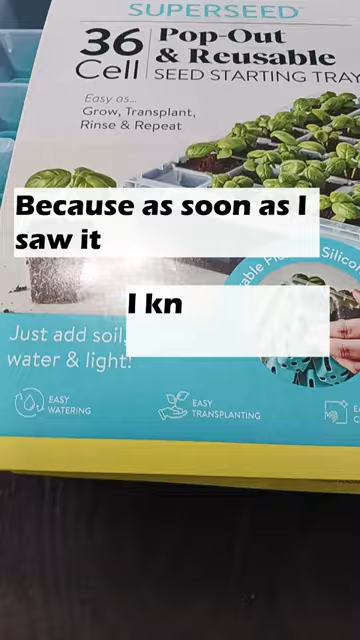 SUPERSEED
36
Cell
Pop-Out
& Reusable
SEED STARTING TRAY
Easy as...
Grow, Transplant,
Rinse & Repeat
Because as soon as I
saw it
I kn
Silico
Just add soil,
water & light!
EASY
WATERING
EASY
TRANSPLANTING